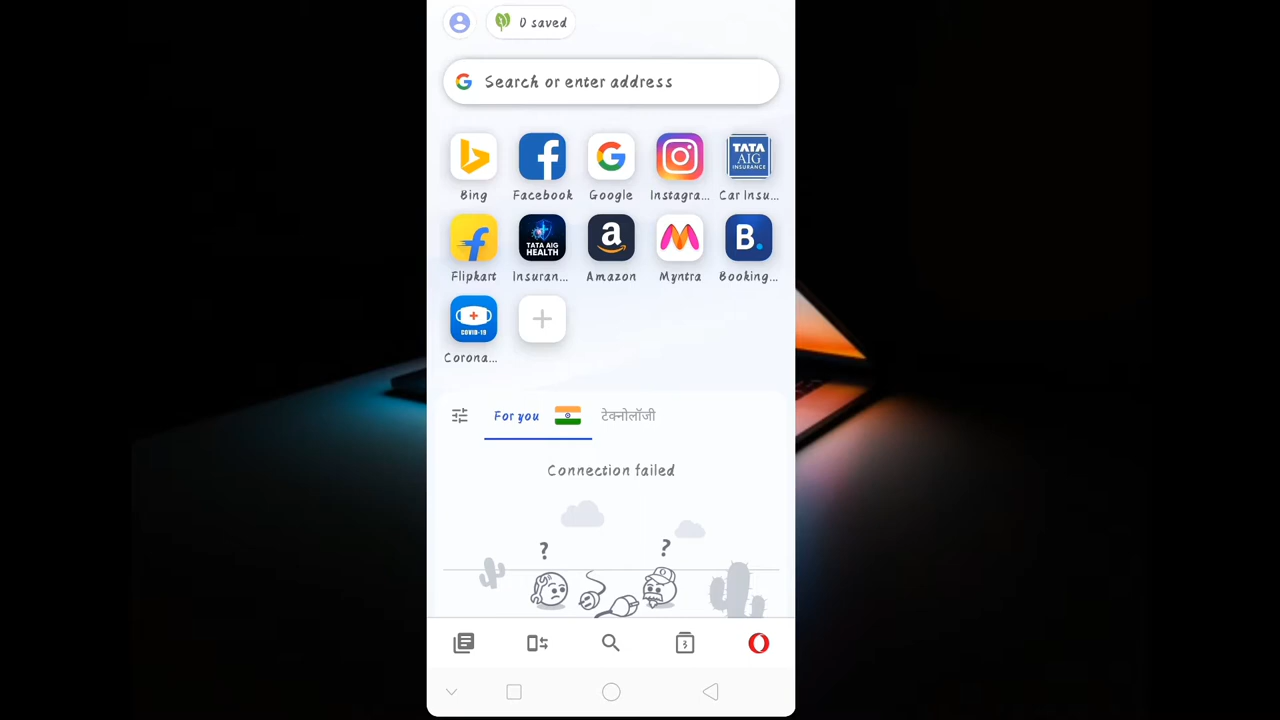 0 saved
Search or enter address
Bing
Facebook
Google
Instagra...
TATA
AIG
INSURANCE
Car Insu...
Flipkart
TATA AIG
HEALTH
Insuran...
Amazon
Myntra
B.
Booking...
COVID-19
Corona...
For you
टेक्नोलॉजी
Connection failed
? ?